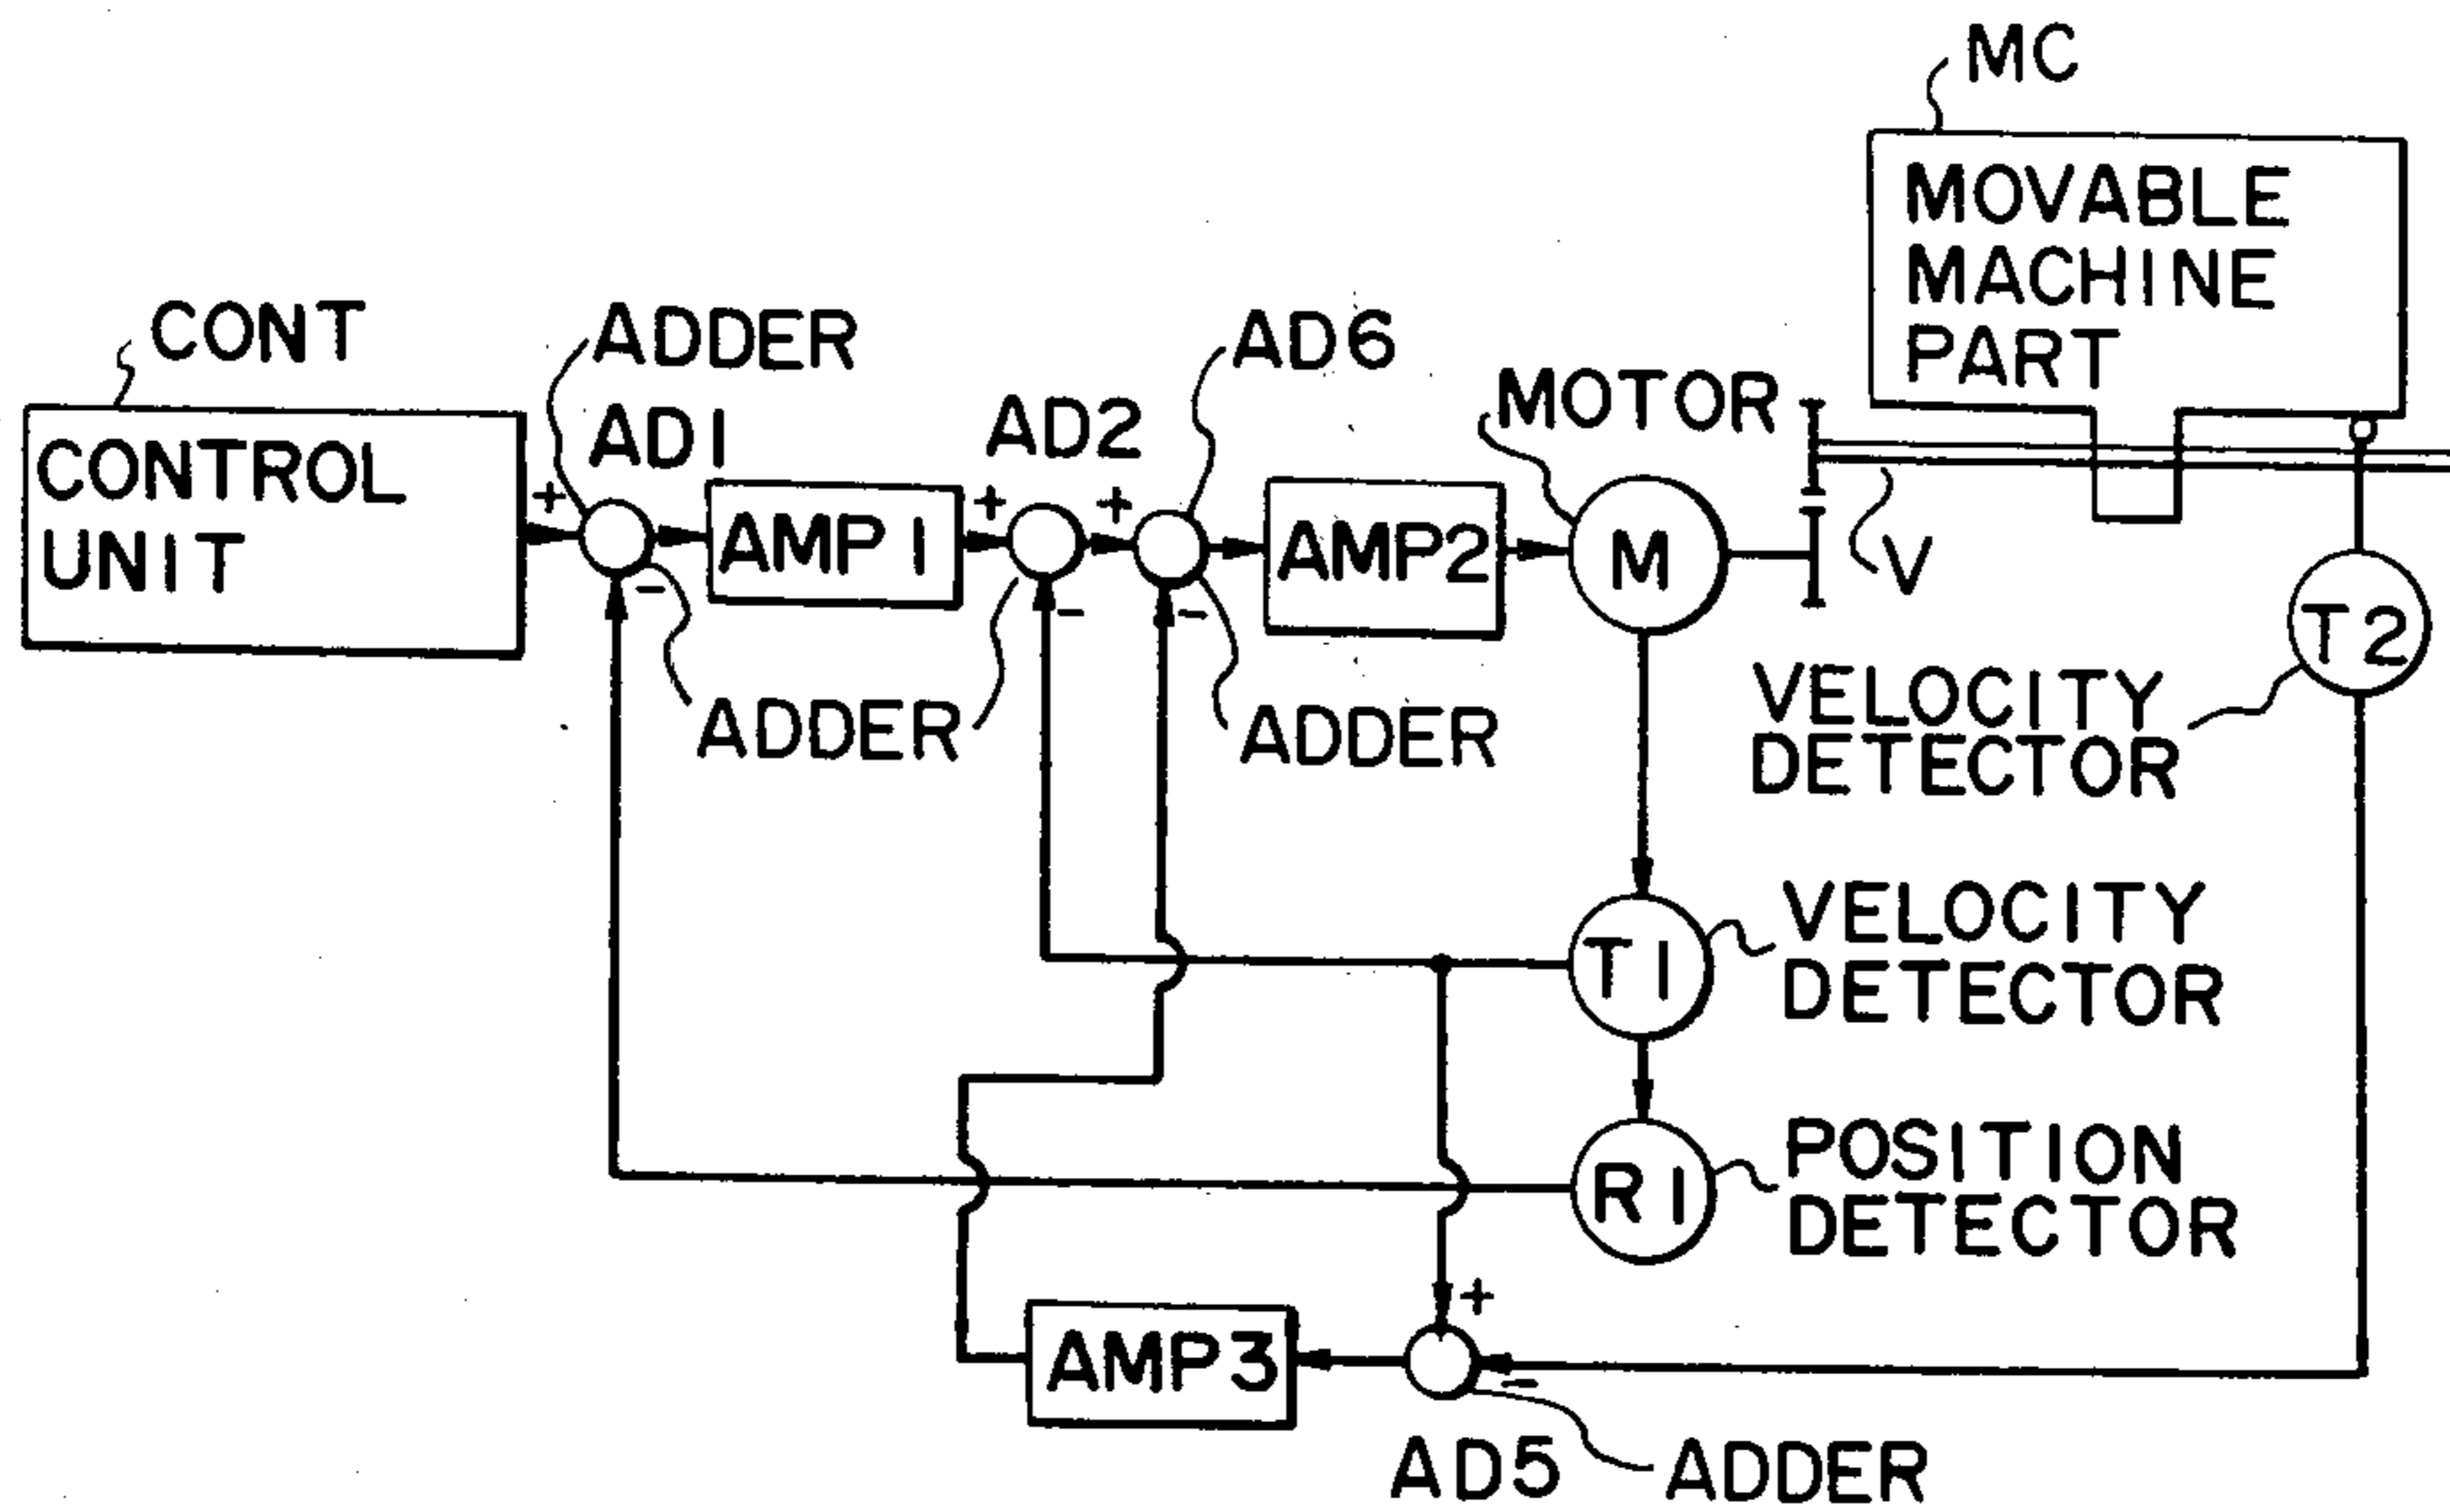 MC
MOVABLE
MACHINE
PART
CONT
ADDER
AD6
MOTOR
AD1
AD2
CONTROL
UNIT
+
+
+
AMP1
AMP2
M
V
-
-
-
T2
ADDER
ADDER
VELOCITY
DETECTOR
T1
VELOCITY
DETECTOR
R1
POSITION
DETECTOR
+
AMP3
-
AD5
ADDER